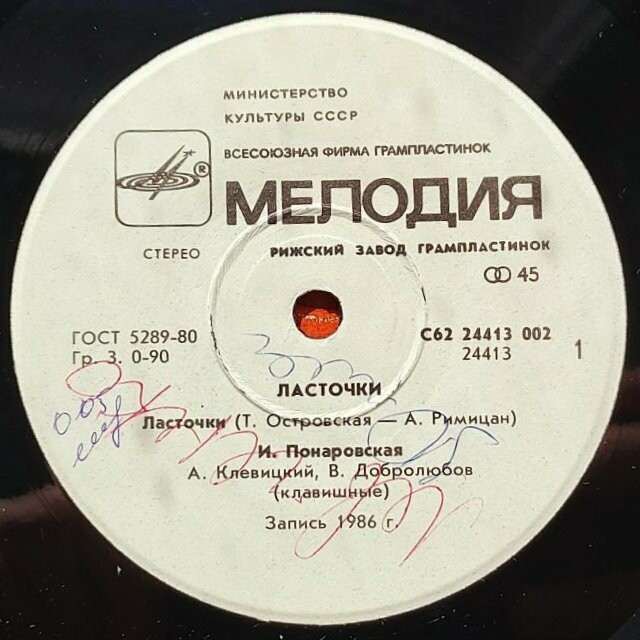 МИНИСТЕРСТВО
КУЛЬТУРЫ СССР
ВСЕСОЮЗНАЯ ФИРМА ГРАМПЛАСТИНОК
®
МЕЛОДИЯ
СТЕРЕО
РИЖСКИЙ ЗАВОД ГРАМПЛАСТИНОК
45
ГОСТ 5289-80
Гр. 3. 0-90
С62 24413 002
24413
1
ЛАСТОЧКИ
Ласточки (Т. Островская — А. Римицан)
И. Понаровская
А. Клевицкий, В. Добролюбов
(клавишные)
Запись 1986 г.